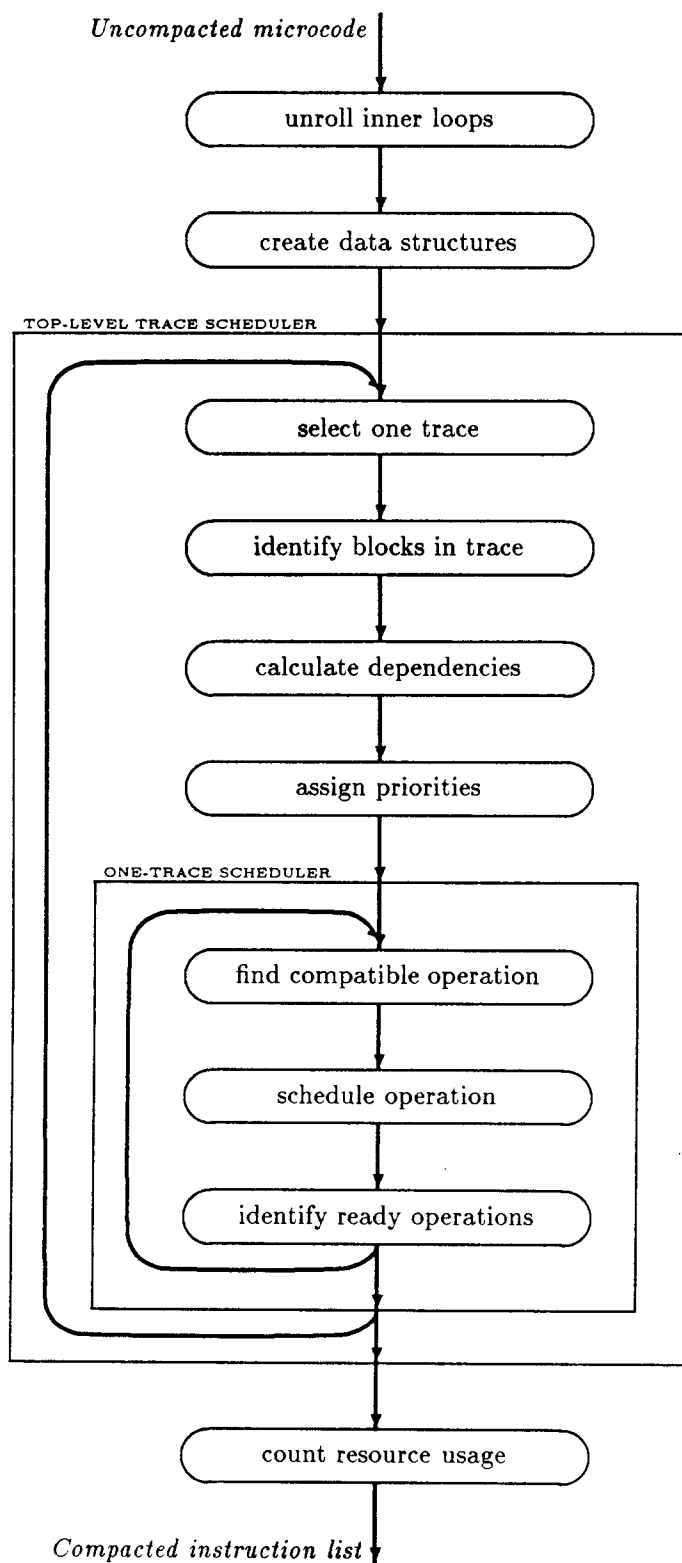 Uncompacted microcode
unroll inner loops
create data structures
TOP-LEVEL TRACE SCHEDULER
select one trace
identify blocks in trace
calculate dependencies
assign priorities
ONE-TRACE SCHEDULER
find compatible operation
schedule operation
identify ready operations
count resource usage
Compacted instruction list